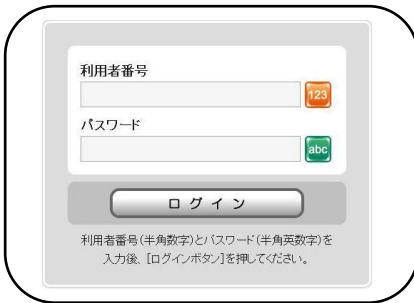 利用者番号
123
パスワード
abc
ログイン
利用者番号(半角数字)とパスワード(半角英数字)を
入力後、[ログインボタン]を押してください。